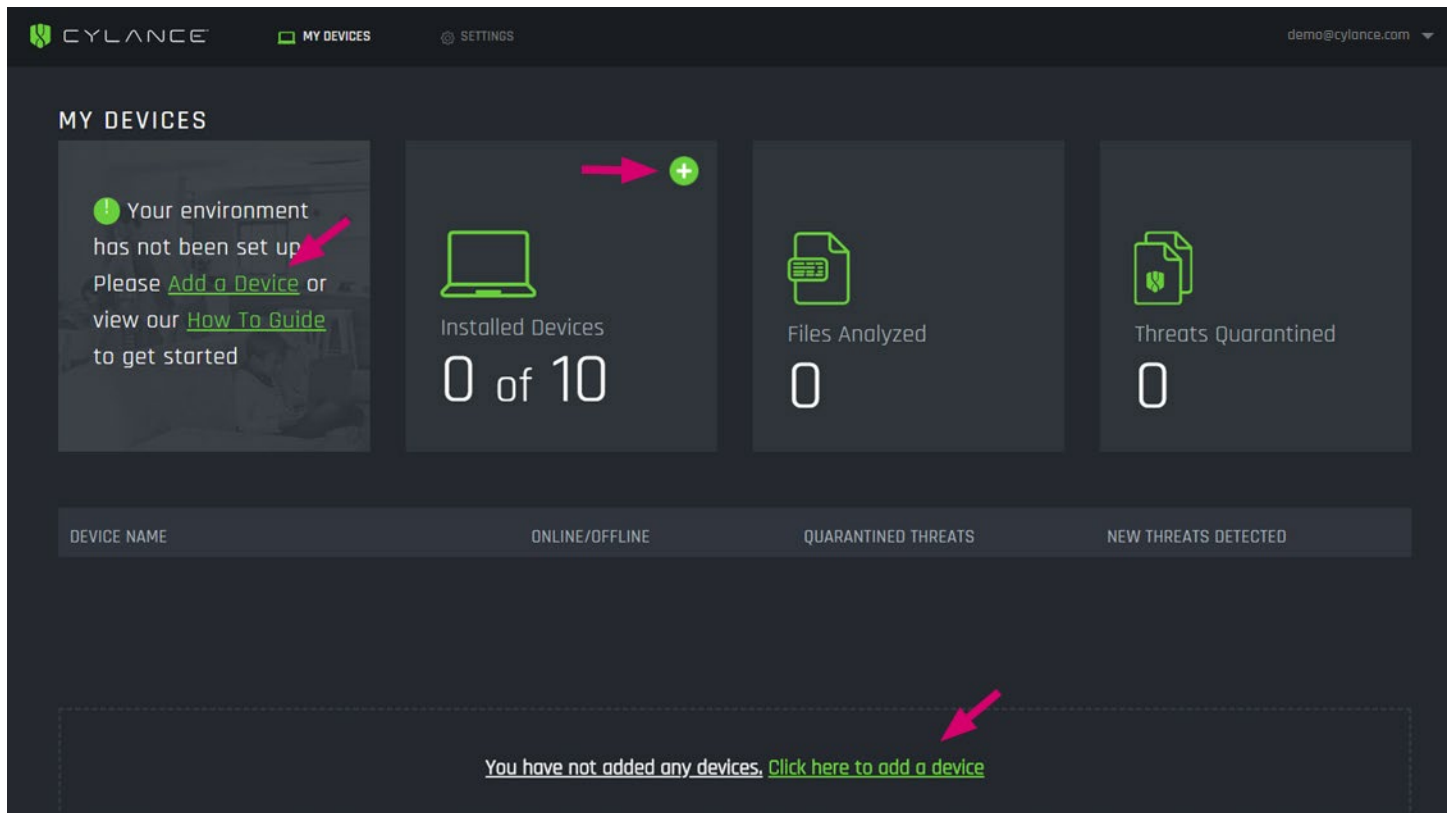 CYLANCE
MY DEVICES
SETTINGS
demo@cylance.com
MY DEVICES
! Your environment
has not been set up
Please Add a Device or
view our How To Guide
to get started
Installed Devices
0 of 10
Files Analyzed
0
Threats Quarantined
0
DEVICE NAME
ONLINE/OFFLINE
QUARANTINED THREATS
NEW THREATS DETECTED
You have not added any devices. Click here to add a device